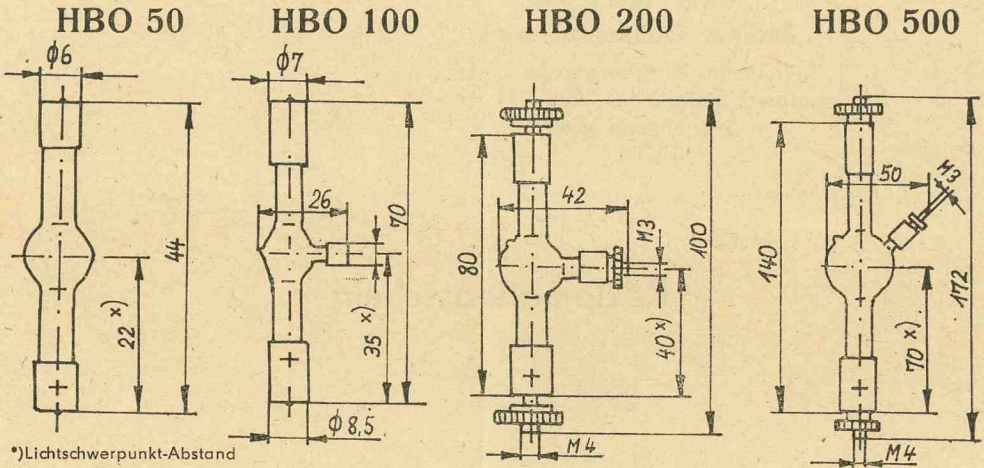 HBO 50 HBO 100 HBO 200 HBO 500
ϕ6
44
22 x)
ϕ7
26
70
35 x)
ϕ8,5
42
M3
80
100
40 x)
M4
50
M3
140
172
70 x)
M4
*)Lichtschwerpunkt-Abstand